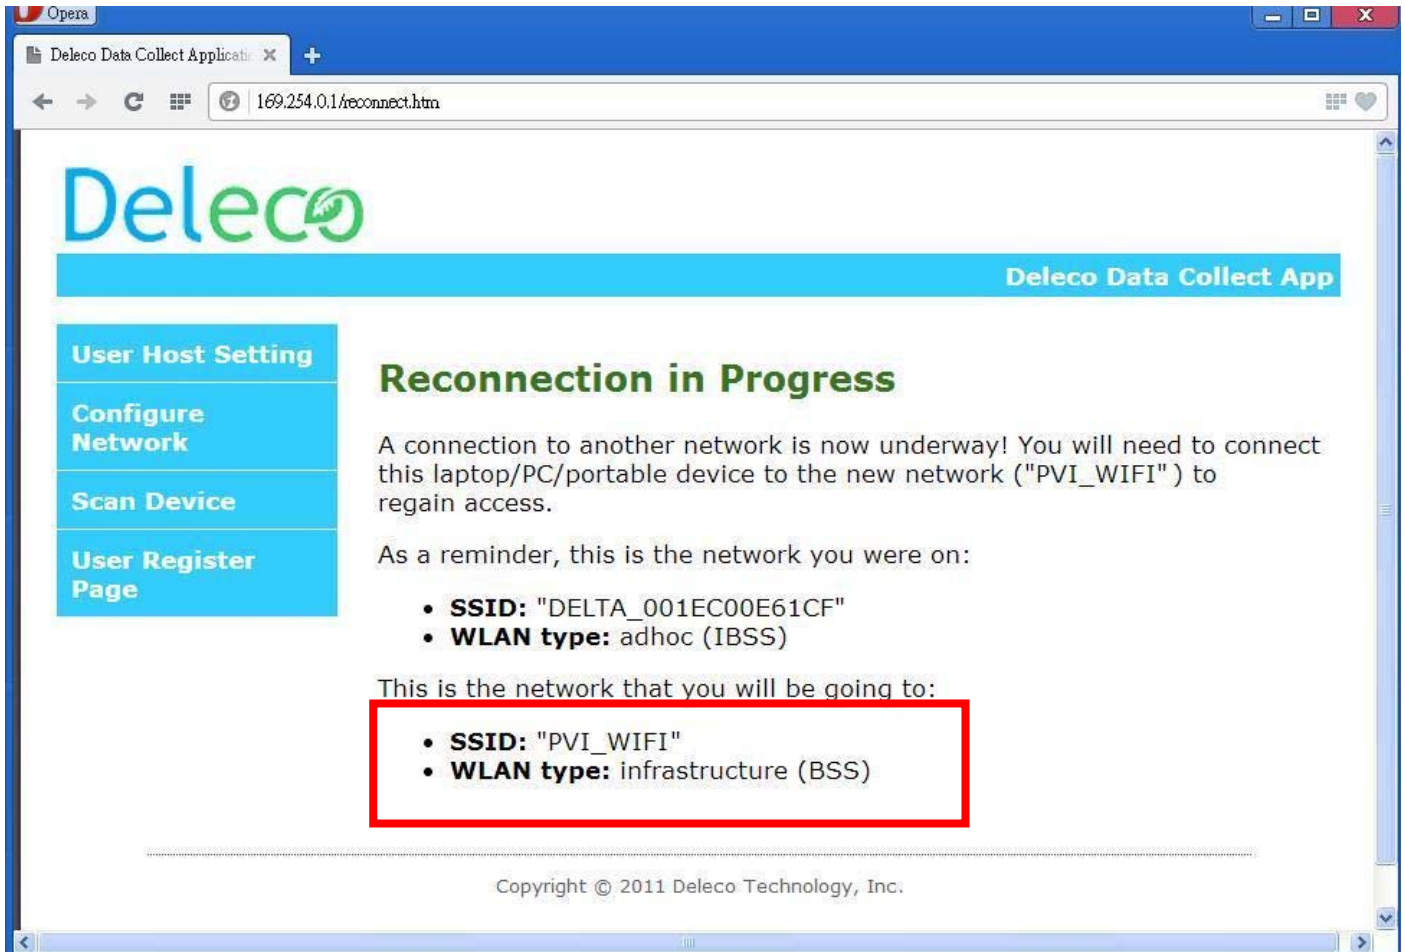 Opera
Deleco Data Collect Applicati
169.254.0.1/reconnect.htm
Deleco
Deleco Data Collect App
User Host Setting
Configure
Network
Scan Device
User Register
Page
Reconnection in Progress
A connection to another network is now underway! You will need to connect
this laptop/PC/portable device to the new network ("PVI_WIFI") to
regain access.
As a reminder, this is the network you were on:
• SSID: "DELTA_001EC00E61CF"
• WLAN type: adhoc (IBSS)
This is the network that you will be going to:
• SSID: "PVI_WIFI"
• WLAN type: infrastructure (BSS)
Copyright © 2011 Deleco Technology, Inc.